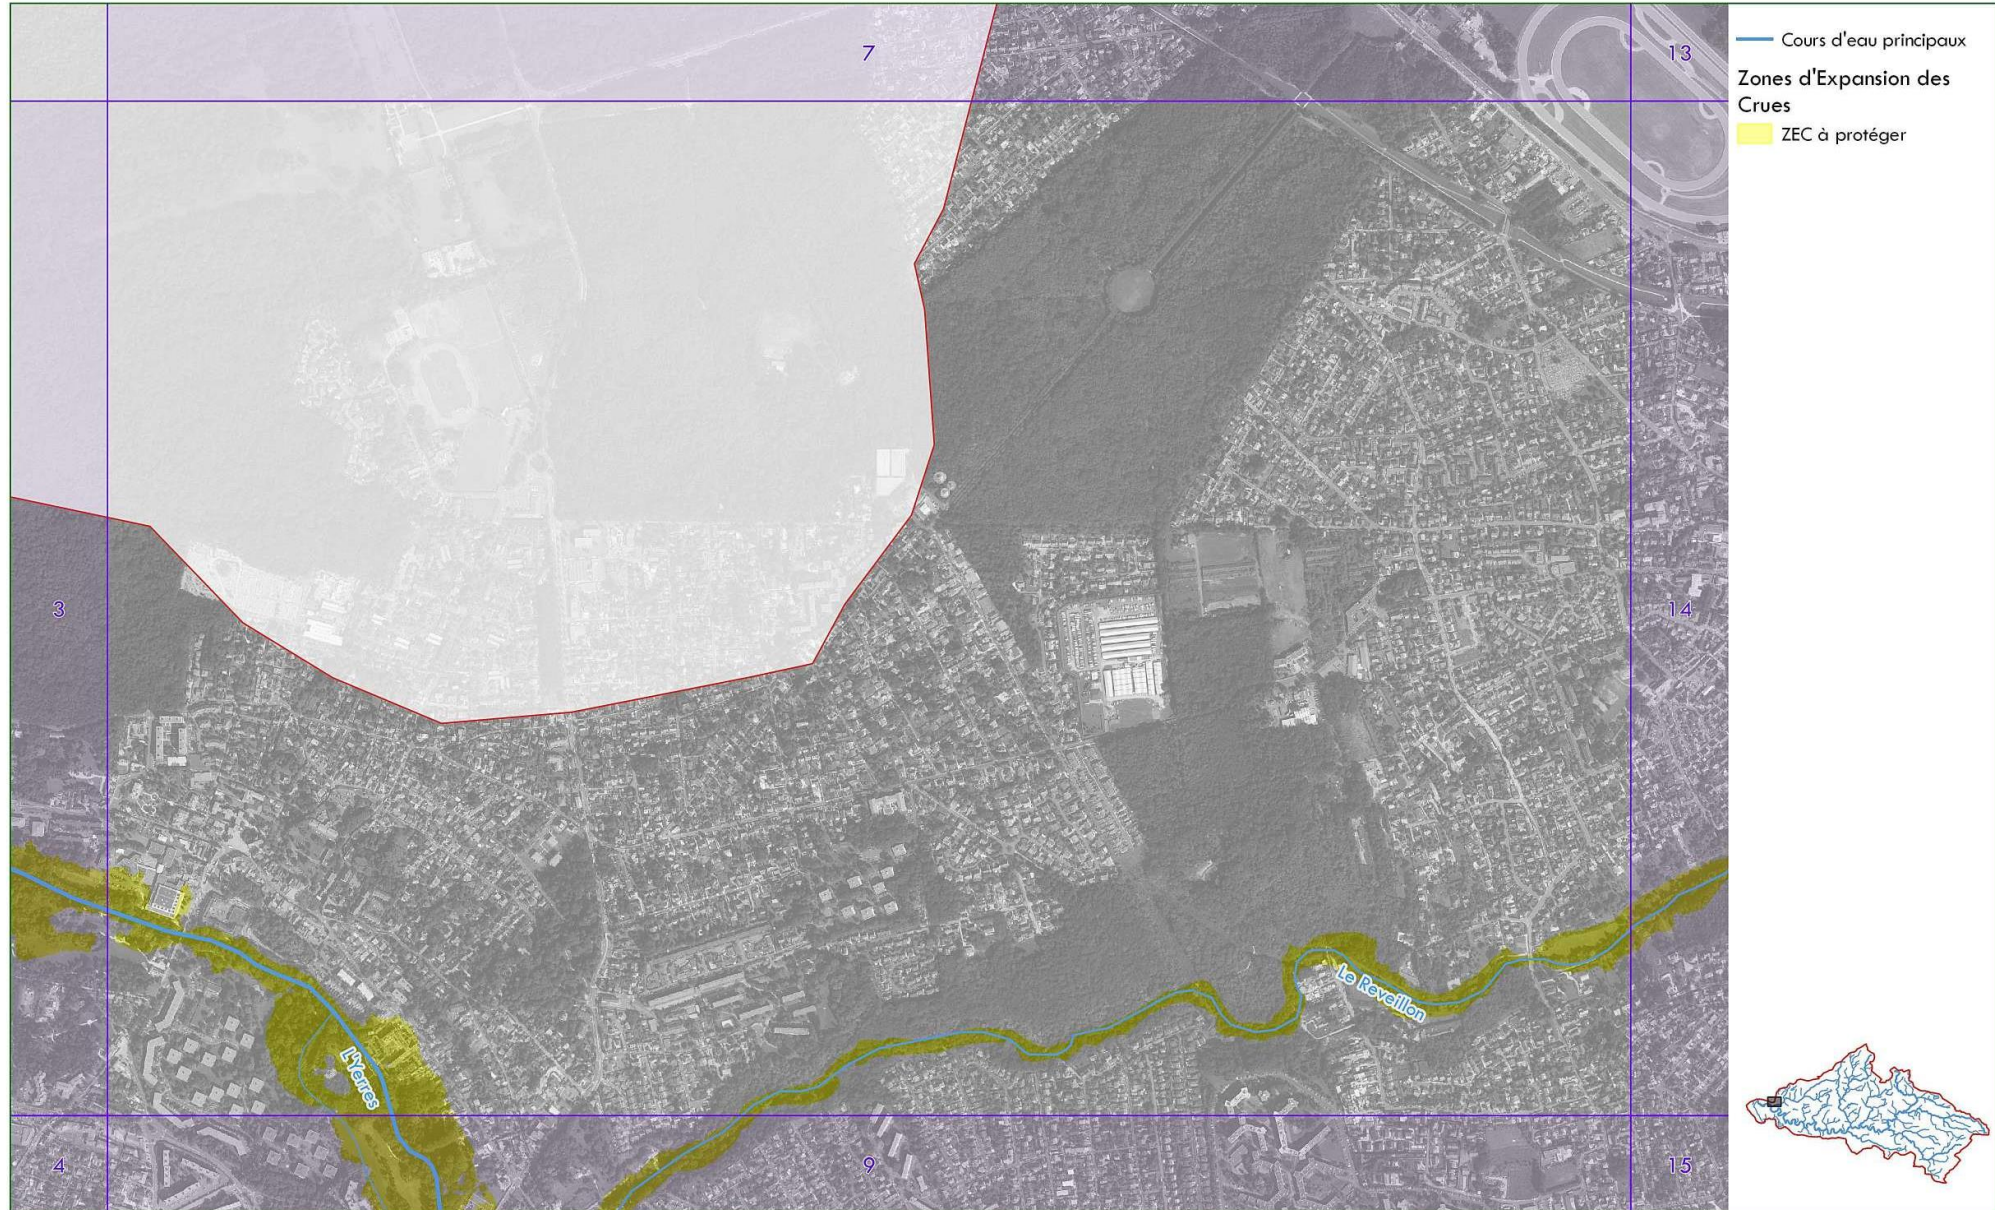 7
13
3
14
4
9
15
L'Yerres
Le Reveillon
Cours d'eau principaux
Zones d'Expansion des
Crues
ZEC à protéger